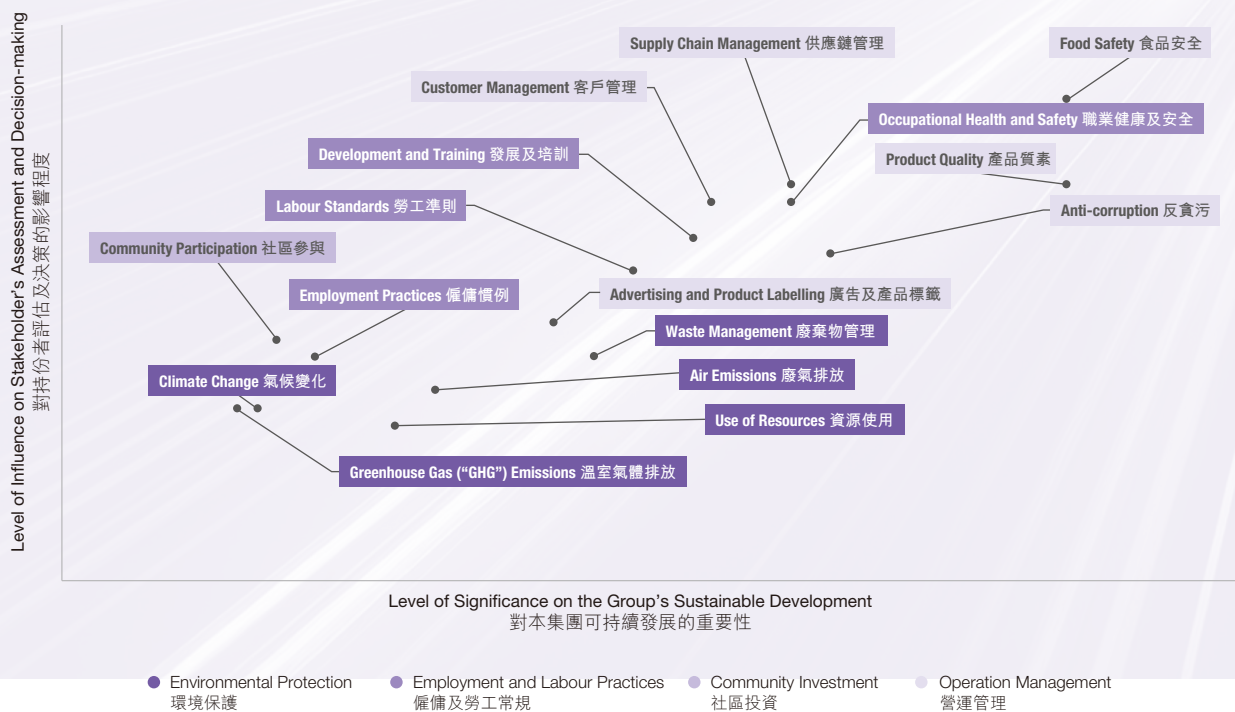 Level of Influence on Stakeholder's Assessment and Decision-making
對持份者評估及決策的影響程度
Supply Chain Management 供應鏈管理
Food Safety 食品安全
Customer Management 客戶管理
Occupational Health and Safety 職業健康及安全
Development and Training 發展及培訓
Product Quality 產品質素
Labour Standards 勞工準則
Anti-corruption 反貪污
Community Participation 社區參與
Employment Practices 僱傭慣例
Advertising and Product Labelling 廣告及產品標籤
Waste Management 廢棄物管理
Climate Change 氣候變化
Air Emissions 廢氣排放
Use of Resources 資源使用
Greenhouse Gas (“GHG”) Emissions 溫室氣體排放
Level of Significance on the Group's Sustainable Development
對本集團可持續發展的重要性
Environmental Protection
環境保護
Employment and Labour Practices
僱傭及勞工常規
Community Investment
社區投資
Operation Management
營運管理